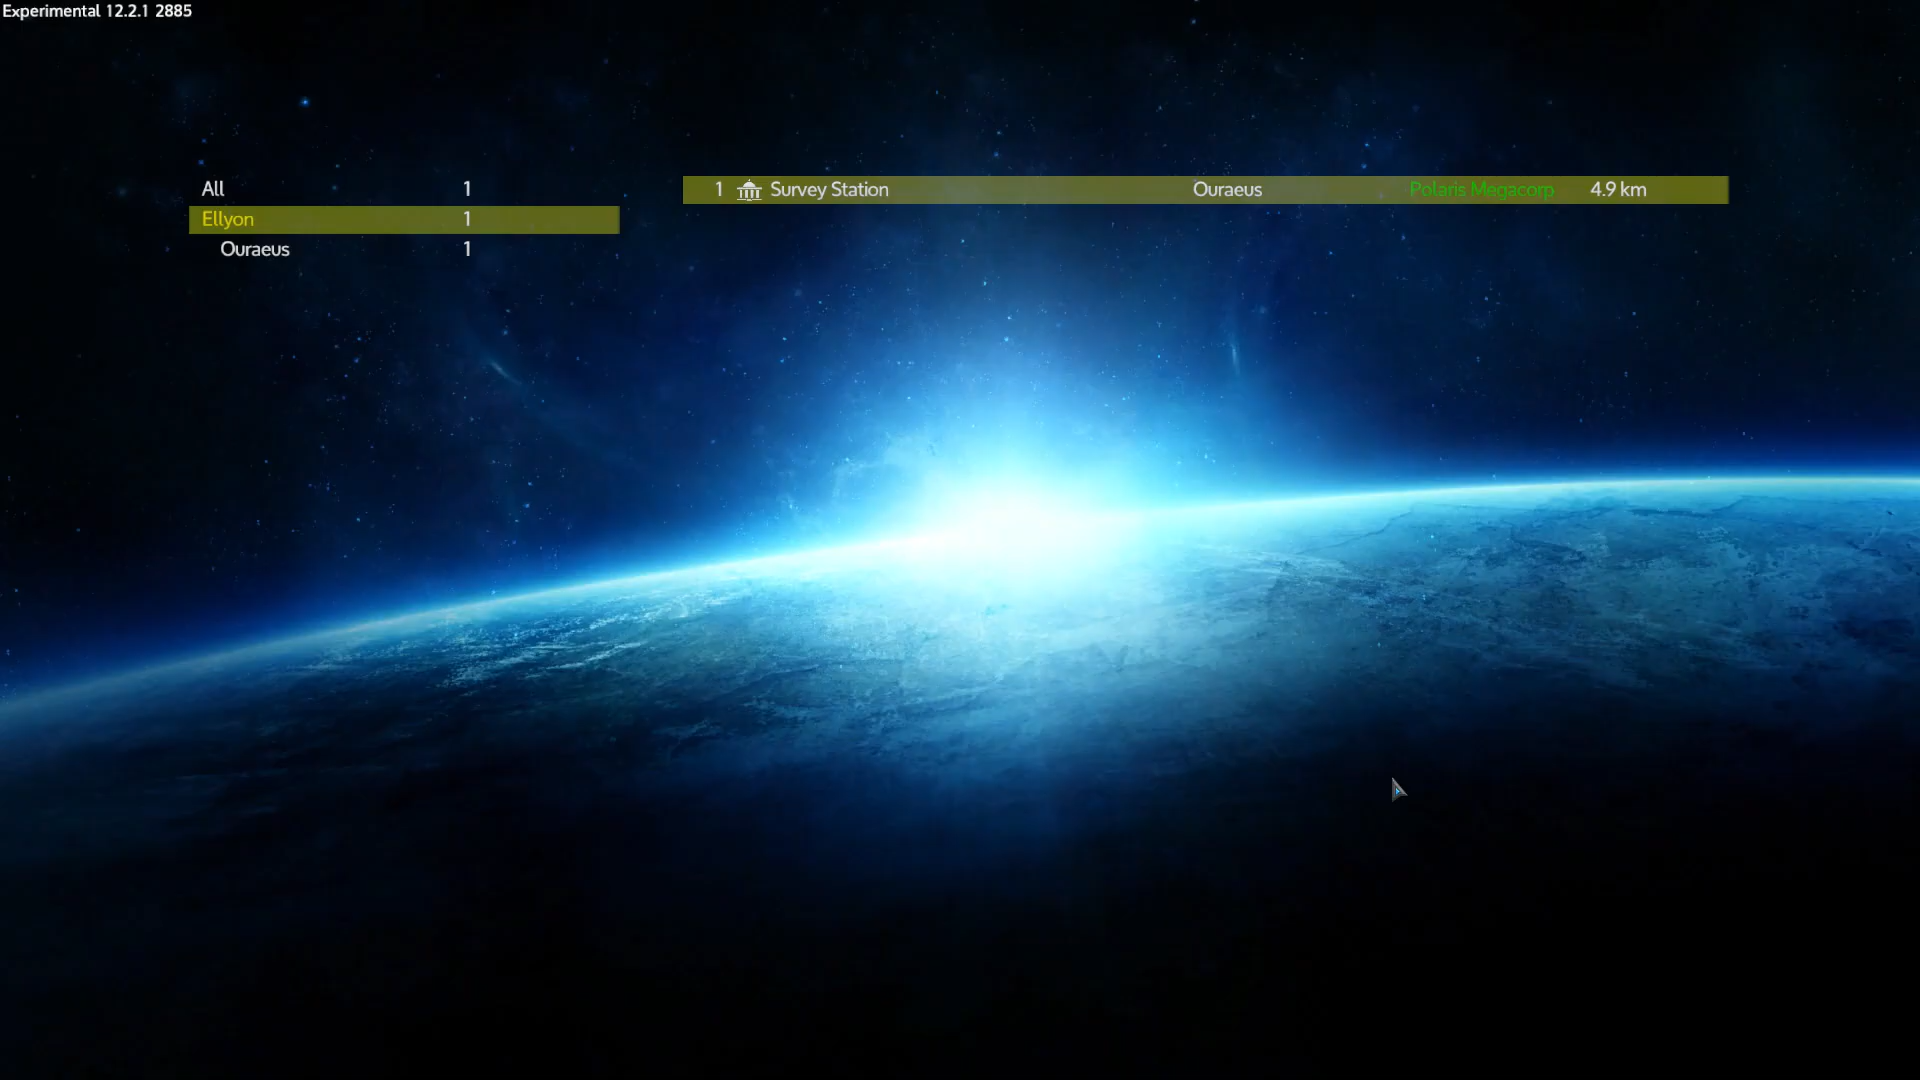 Experimental 12.2.1 2885
All 1
Ellyon 1
Ouraeus 1
1 Survey Station Ouraeus Polaris Megacorp 4.9 km